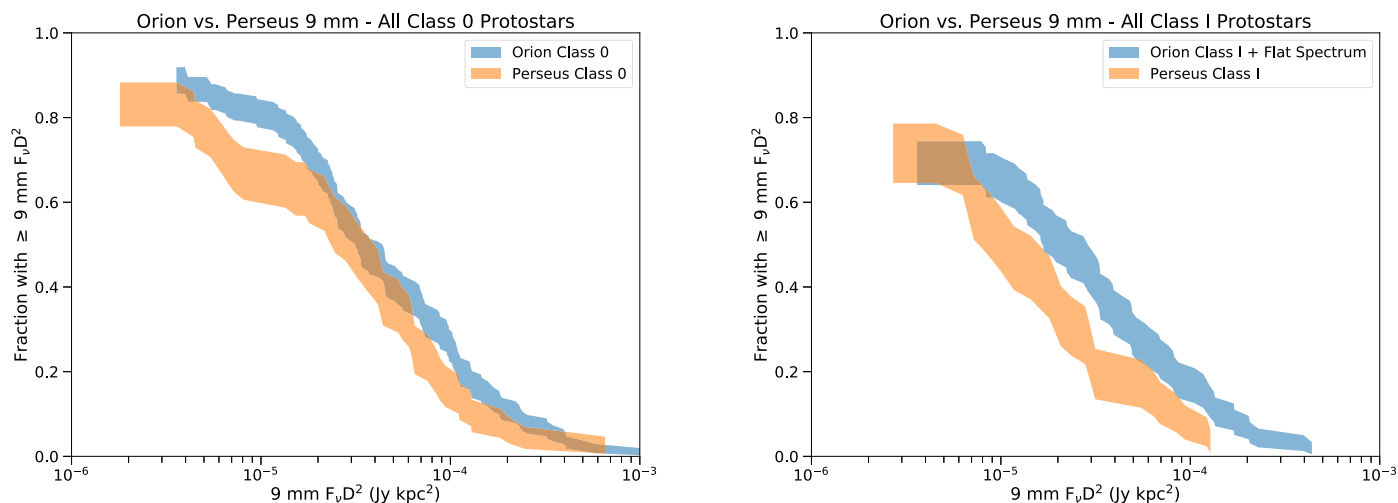 Orion vs. Perseus 9 mm - All Class 0 Protostars
Fraction with ≥ 9 mm FνD²
1.0
0.8
0.6
0.4
0.2
0.0
Orion Class 0
Perseus Class 0
10⁻⁶
10⁻⁵
10⁻⁴
10⁻³
9 mm FνD² (Jy kpc²)
Orion vs. Perseus 9 mm - All Class I Protostars
Fraction with ≥ 9 mm FνD²
1.0
0.8
0.6
0.4
0.2
0.0
Orion Class I + Flat Spectrum
Perseus Class I
10⁻⁶
10⁻⁵
10⁻⁴
10⁻³
9 mm FνD² (Jy kpc²)